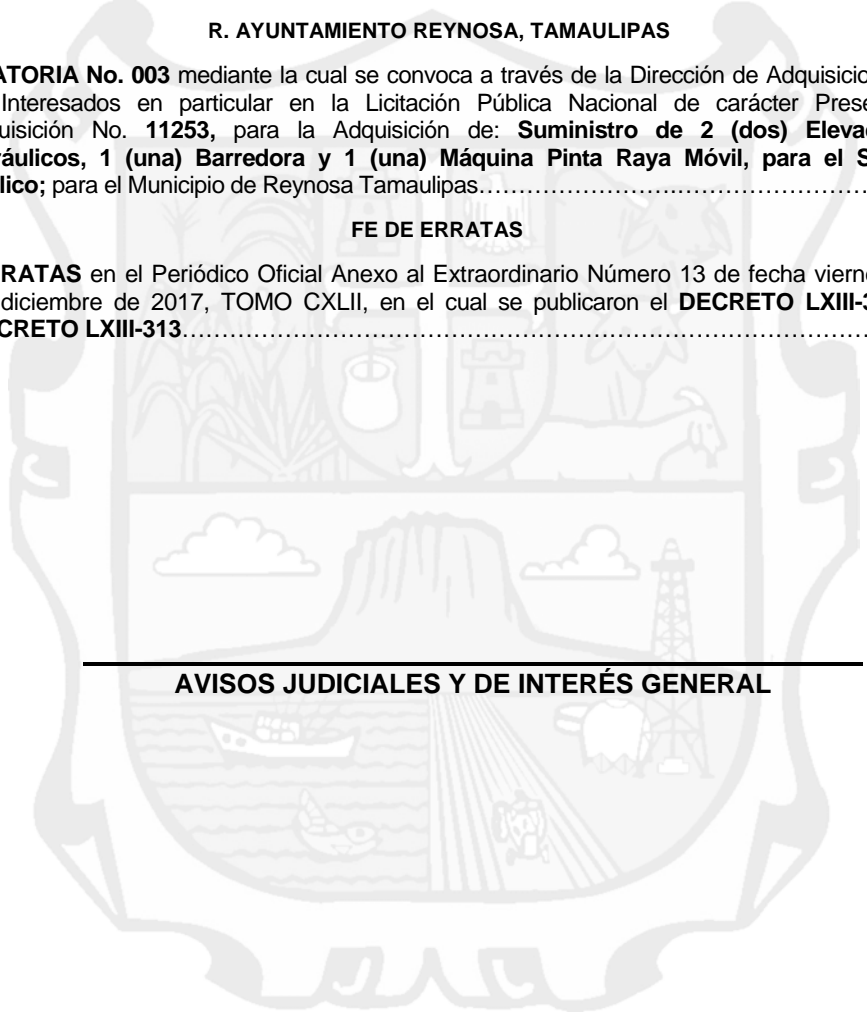 R. AYUNTAMIENTO REYNOSA, TAMAULIPAS
ATORIA No. 003 mediante la cual se convoca a través de la Dirección de Adquisicio
Interesados en particular en la Licitación Pública Nacional de carácter Prese
uisición No. 11253, para la Adquisición de: Suministro de 2 (dos) Eleva
ráulicos, 1 (una) Barredora y 1 (una) Máquina Pinta Raya Móvil, para el S
lico; para el Municipio de Reynosa Tamaulipas…………………..…………………
FE DE ERRATAS
RATAS en el Periódico Oficial Anexo al Extraordinario Número 13 de fecha vierne
diciembre de 2017, TOMO CXLII, en el cual se publicaron el DECRETO LXIII-3
CRETO LXIII-313………………………………..………………………………………
AVISOS JUDICIALES Y DE INTERÉS GENERAL